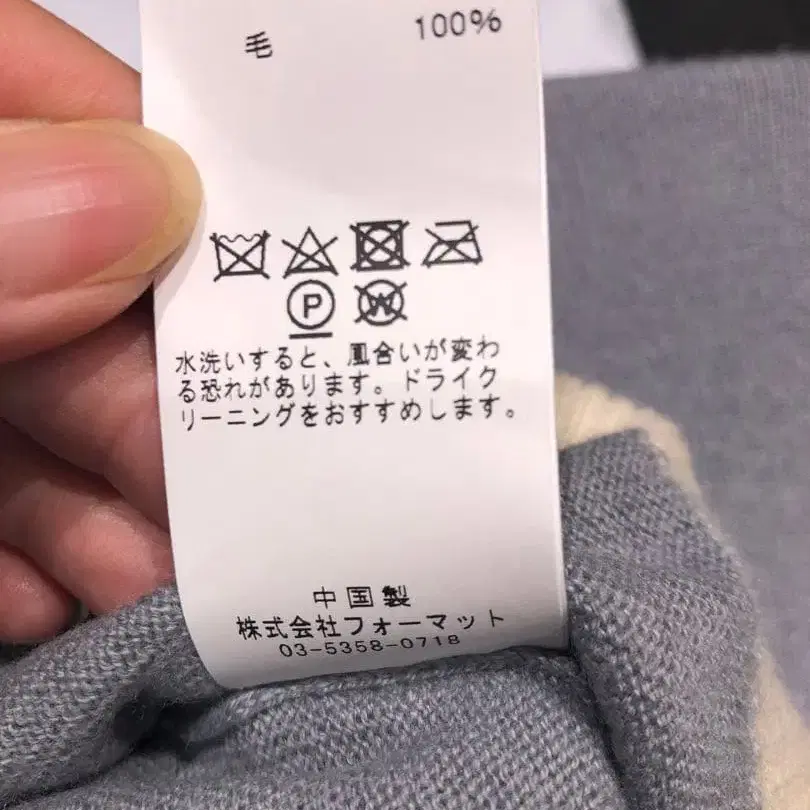 毛 100%
P W
水洗いすると、風合いが変わ
る恐れがあります。ドライク
リーニングをおすすめします。
中国製
株式会社フォーマット
03-5358-0718